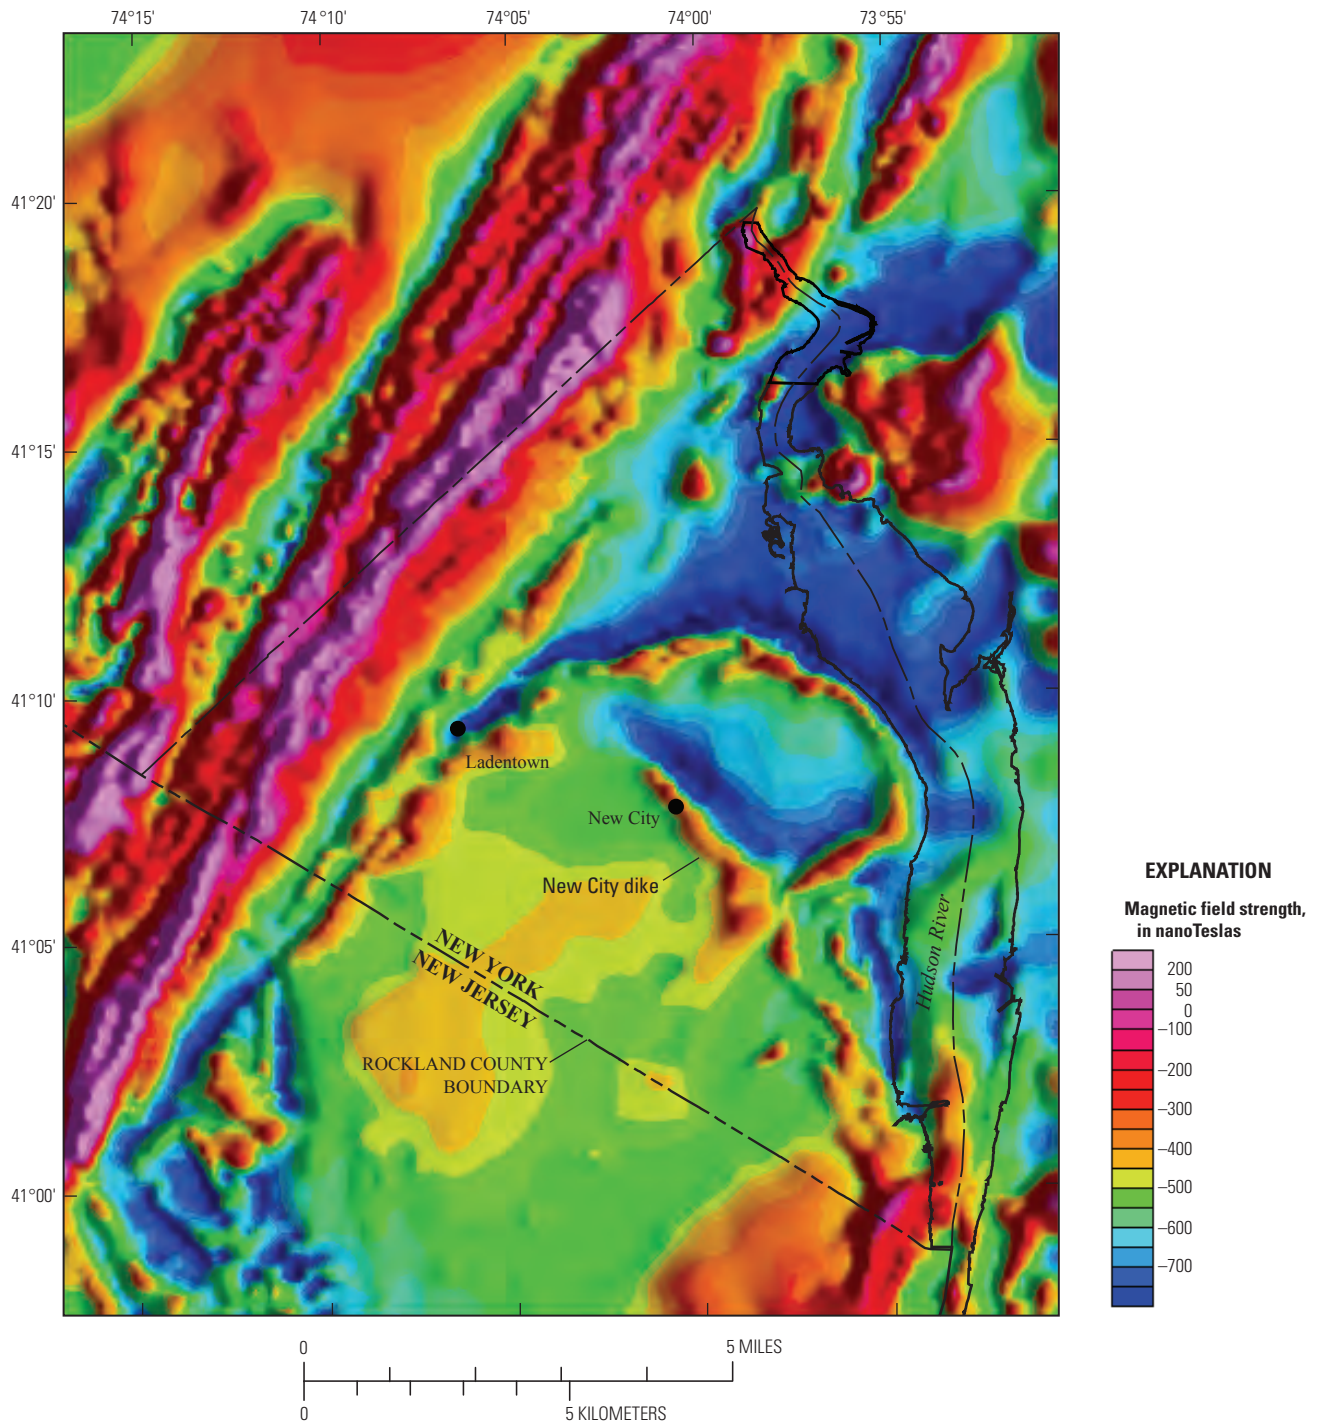 74°15' 74°10' 74°05' 74°00' 73°55'
41°20'
41°15'
41°10'
41°05'
41°00'
Ladentown
New City
New City dike
NEW YORK
NEW JERSEY
Hudson River
ROCKLAND COUNTY
BOUNDARY
EXPLANATION
Magnetic field strength,
in nanoTeslas
200
50
0
–100
–200
–300
–400
–500
–600
–700
0 5 MILES
0 5 KILOMETERS